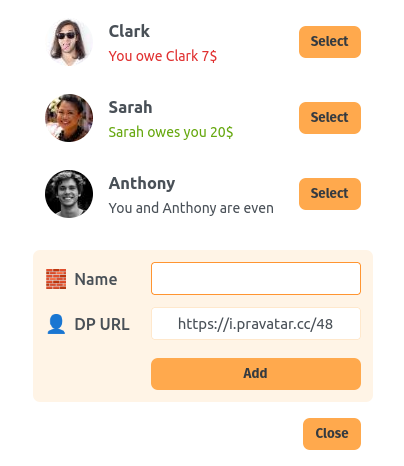 Clark
You owe Clark 7$
Select
Sarah
Sarah owes you 20$
Select
Anthony
You and Anthony are even
Select
Name
DP URL
https://i.pravatar.cc/48
Add
Close